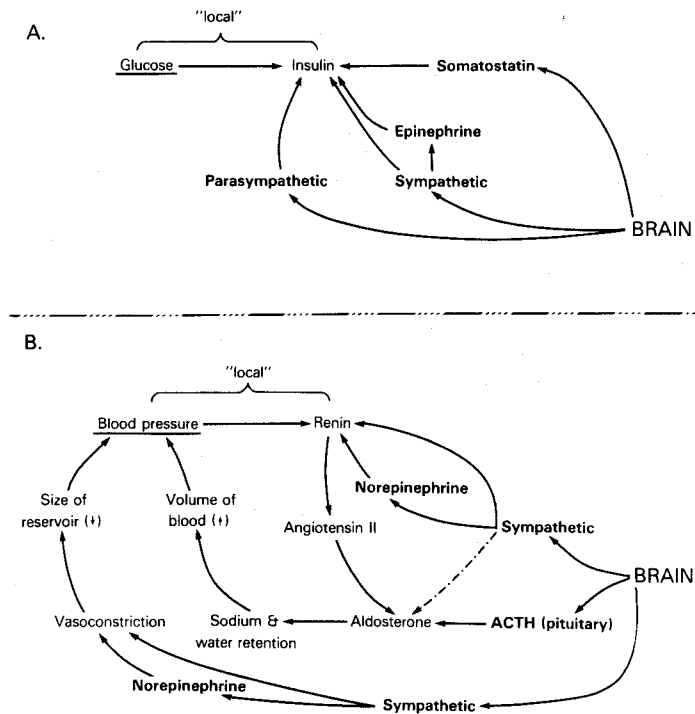 A.
"local"
Glucose
Insulin
Somatostatin
Epinephrine
Parasympathetic
Sympathetic
BRAIN
B.
"local"
Blood pressure
Renin
Size of
reservoir (↓)
Volume of
blood (↑)
Norepinephrine
Angiotensin II
Sympathetic
BRAIN
Vasoconstriction
Sodium &
water retention
Aldosterone
ACTH (pituitary)
Norepinephrine
Sympathetic